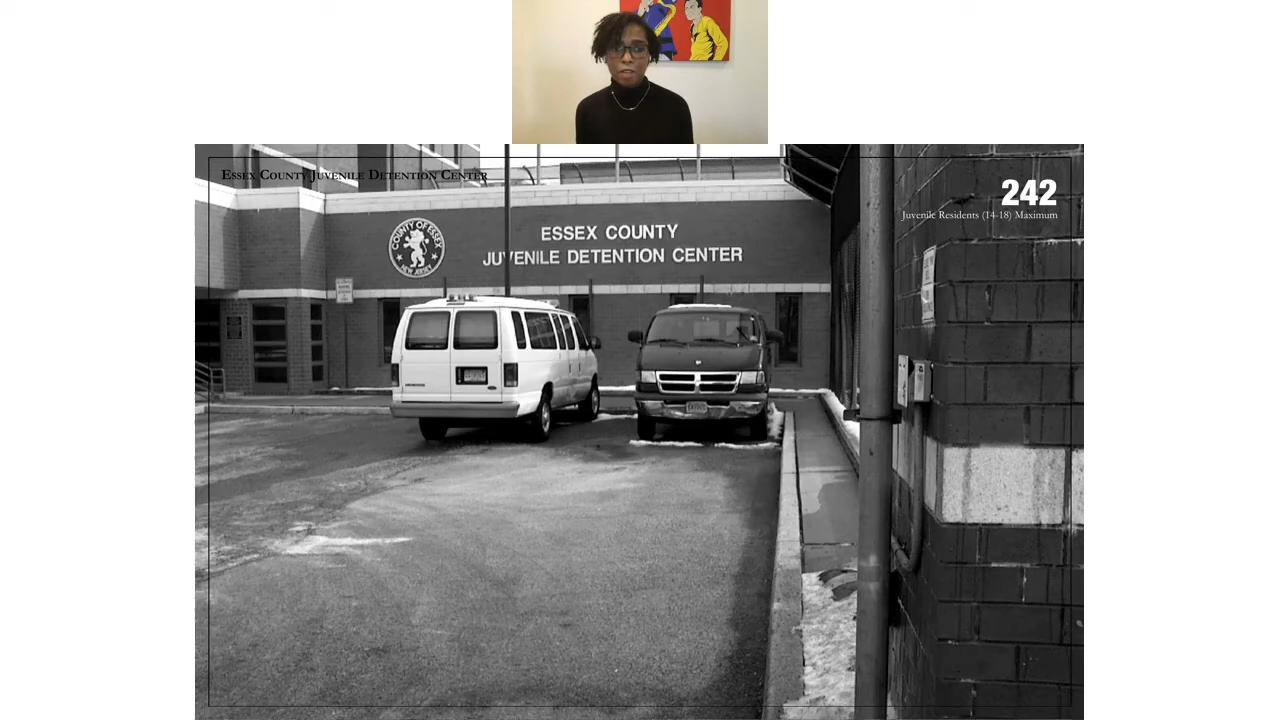 Essex County Juvenile Detention Center
242
Juvenile Residents (14-18) Maximum
COUNTY OF ESSEX
NEW JERSEY
ESSEX COUNTY
JUVENILE DETENTION CENTER